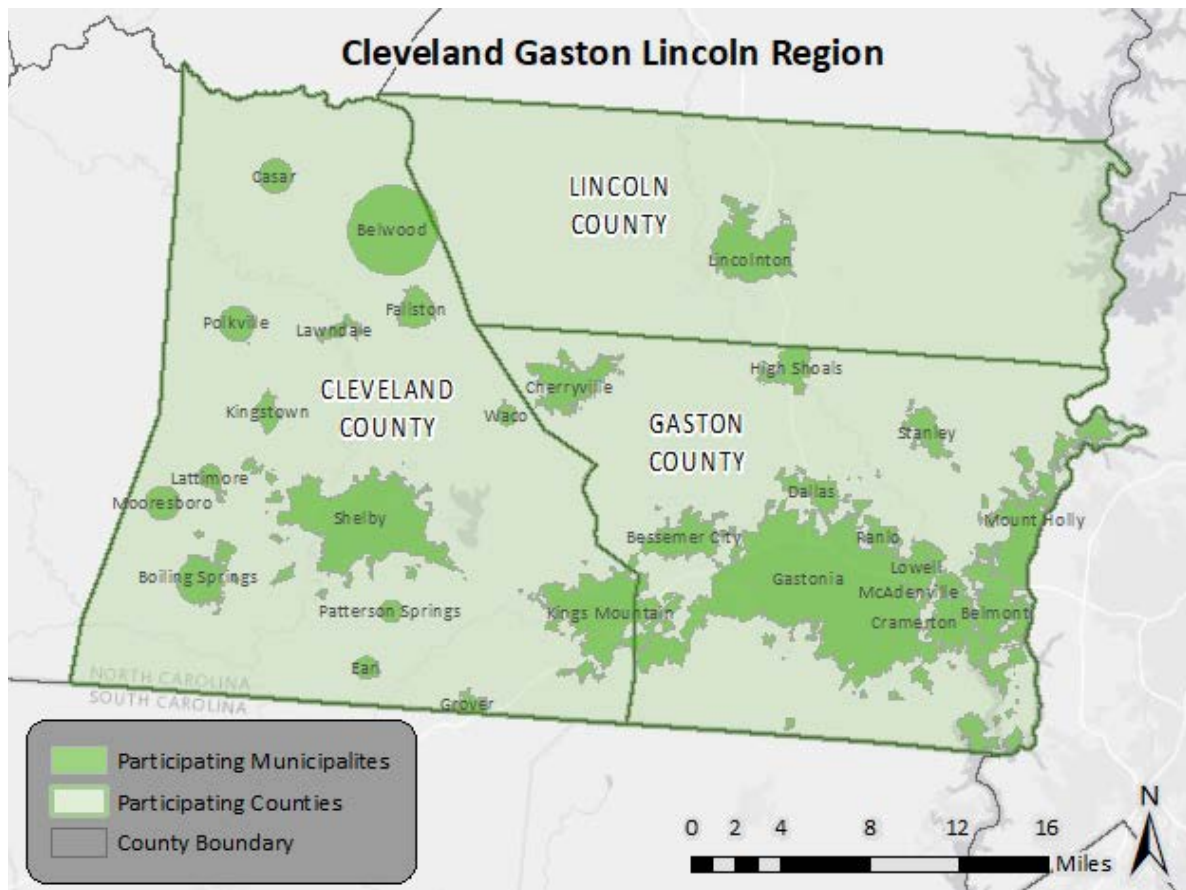 Cleveland Gaston Lincoln Region
Casar
LINCOLN
COUNTY
Belwood
Lincolnton
Fallston
Polkville
Lawndale
High Shoals
CLEVELAND
COUNTY
Cherryville
Kingstown
Waco
GASTON
COUNTY
Stanley
Lattimore
Mooresboro
Dallas
Shelby
Mount Holly
Bessemer City
Ranlo
Lowell
Boiling Springs
Gastonia
McAdenville
Patterson Springs
Kings Mountain
Cramerton
Belmont
Earl
NORTH CAROLINA
SOUTH CAROLINA
Grover
Participating Municipalites
Participating Counties
County Boundary
N
0 2 4 8 12 16
Miles